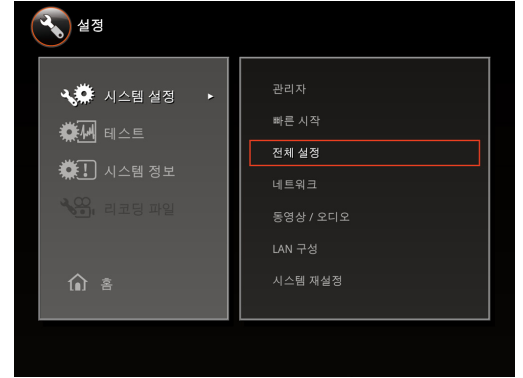 설정
시스템 설정
테스트
시스템 정보
리코딩 파일
홈
관리자
빠른 시작
전체 설정
네트워크
동영상 / 오디오
LAN 구성
시스템 재설정